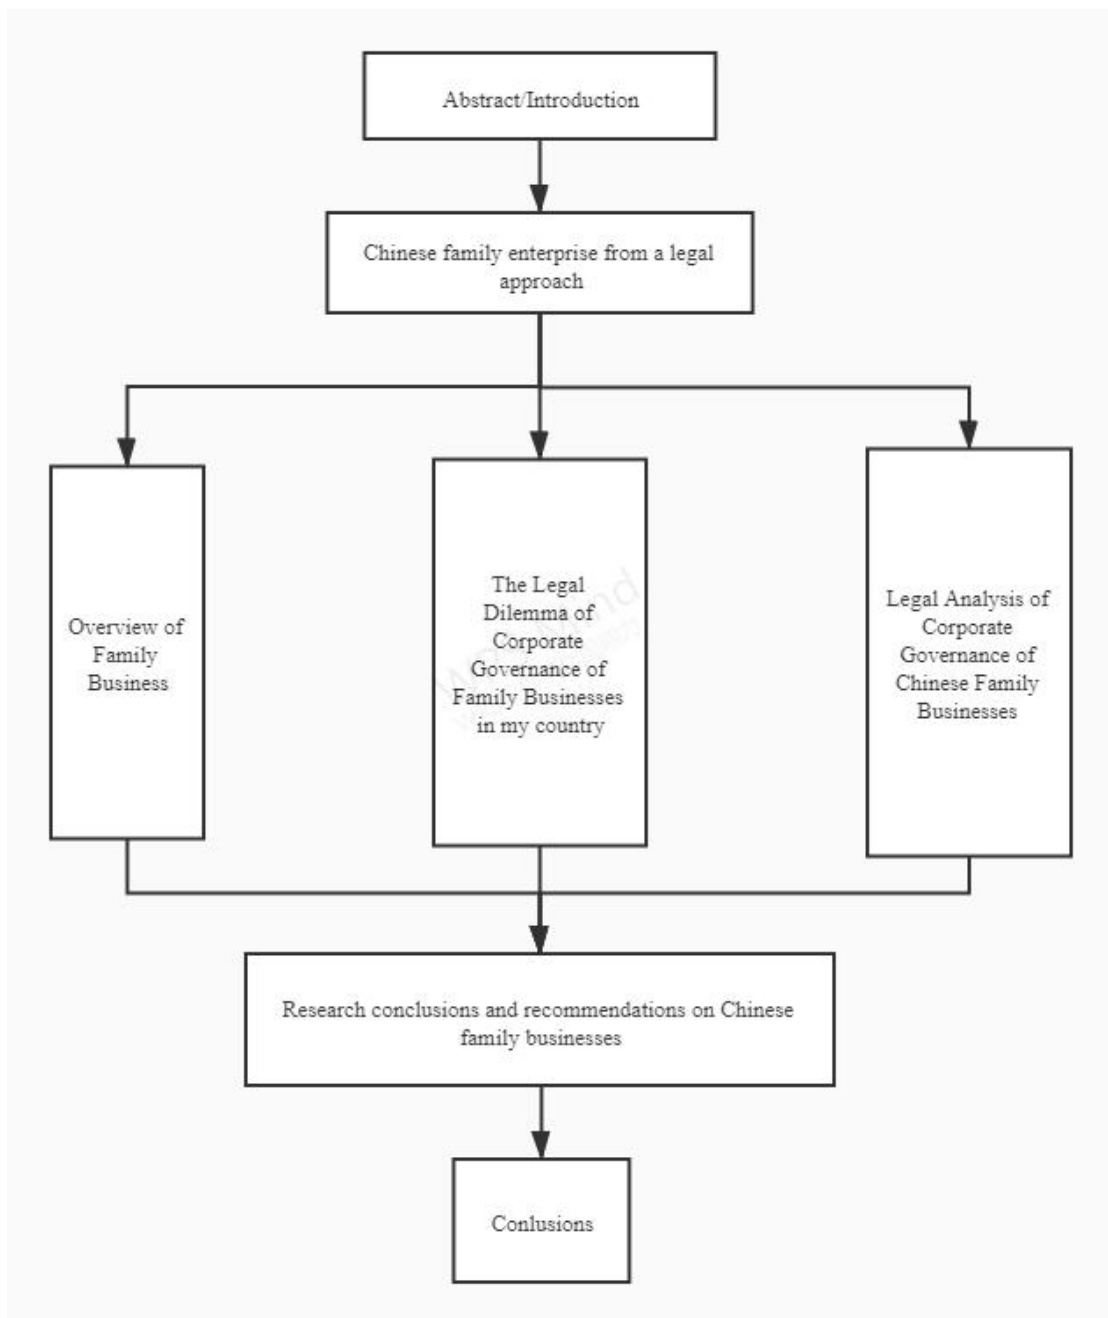 Abstract/Introduction
Chinese family enterprise from a legal
approach
Overview of
Family
Business
The Legal
Dilemma of
Corporate
Governance of
Family Businesses
in my country
Legal Analysis of
Corporate
Governance of
Chinese Family
Businesses
Research conclusions and recommendations on Chinese
family businesses
Conlusions